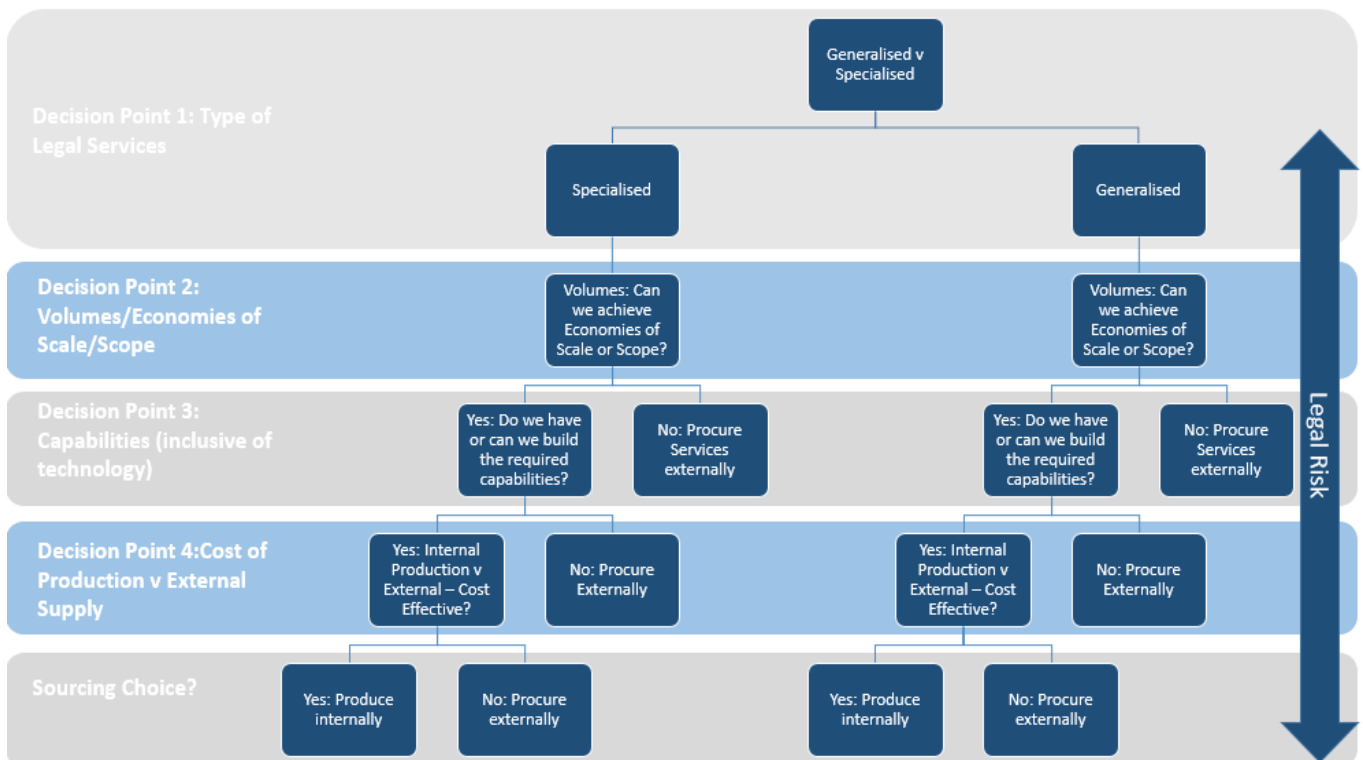 Generalised v
Specialised
Decision Point 1: Type of
Legal Services
Specialised
Generalised
Decision Point 2:
Volumes/Economies of
Scale/Scope
Volumes: Can
we achieve
Economies of
Scale or Scope?
Volumes: Can
we achieve
Economies of
Scale or Scope?
Decision Point 3:
Capabilities (inclusive of
technology)
Yes: Do we have
or can we build
the required
capabilities?
No: Procure
Services
externally
Yes: Do we have
or can we build
the required
capabilities?
No: Procure
Services
externally
Legal Risk
Decision Point 4:Cost of
Production v External
Supply
Yes: Internal
Production v
External – Cost
Effective?
No: Procure
Externally
Yes: Internal
Production v
External – Cost
Effective?
No: Procure
Externally
Sourcing Choice?
Yes: Produce
internally
No: Procure
externally
Yes: Produce
internally
No: Procure
externally